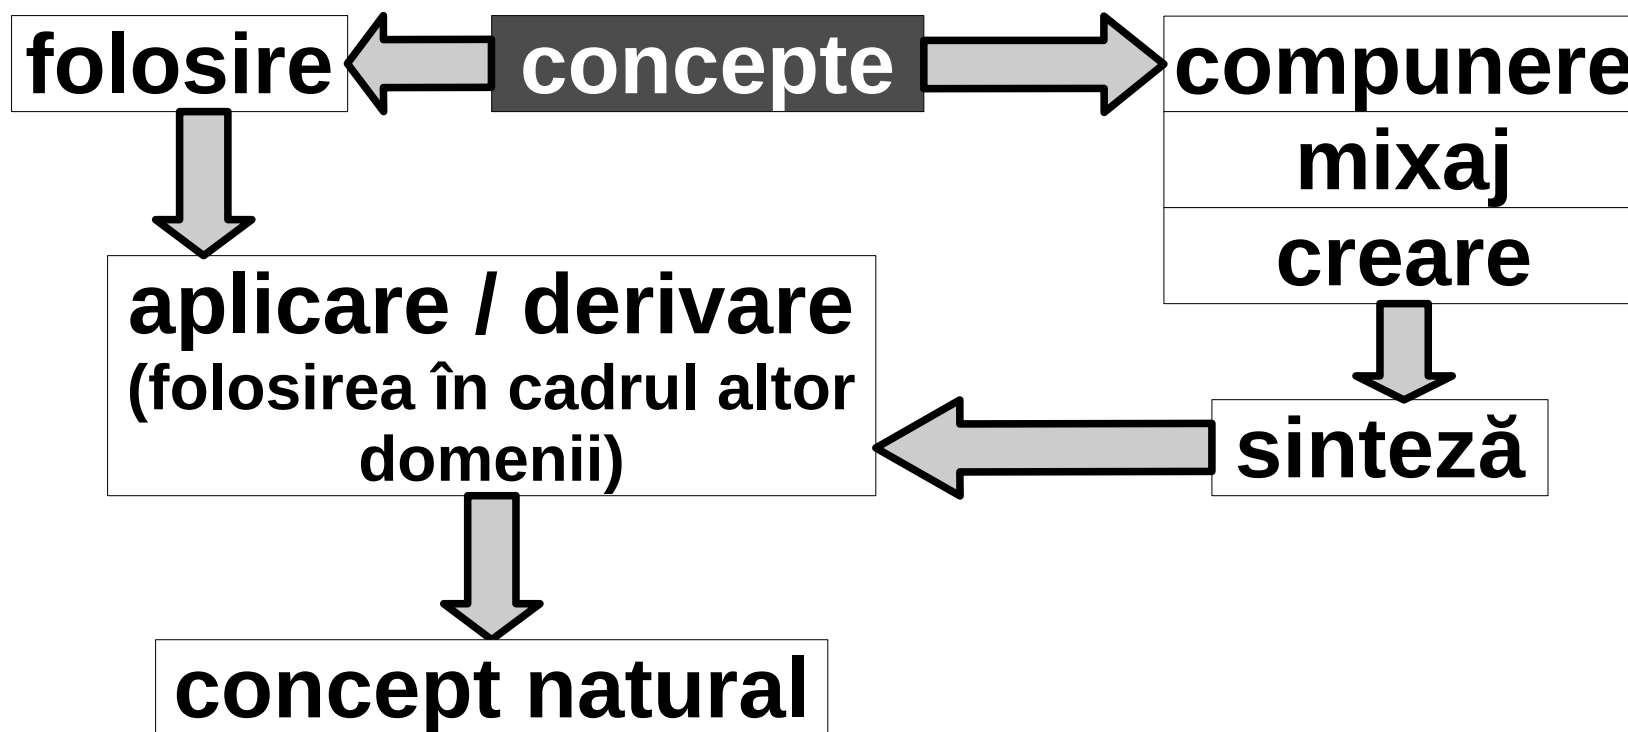 folosire
concepte
compunere
mixaj
creare
aplicare / derivare
(folosirea în cadrul altor
domenii)
sinteză
concept natural